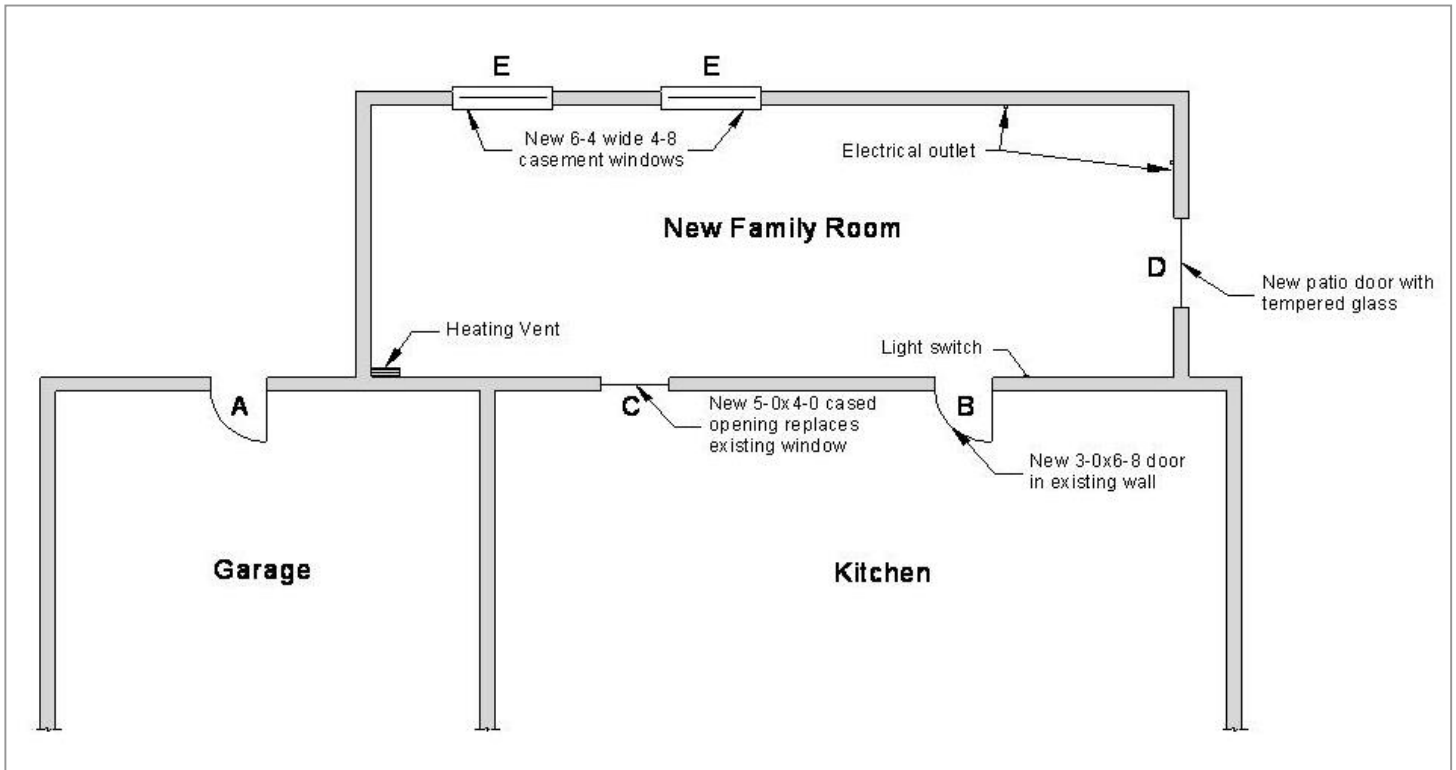 E
E
New 6-4 wide 4-8
casement windows
Electrical outlet
New Family Room
D
New patio door with
tempered glass
Heating Vent
Light switch
A
C
New 5-0x4-0 cased
opening replaces
existing window
B
New 3-0x6-8 door
in existing wall
Garage
Kitchen